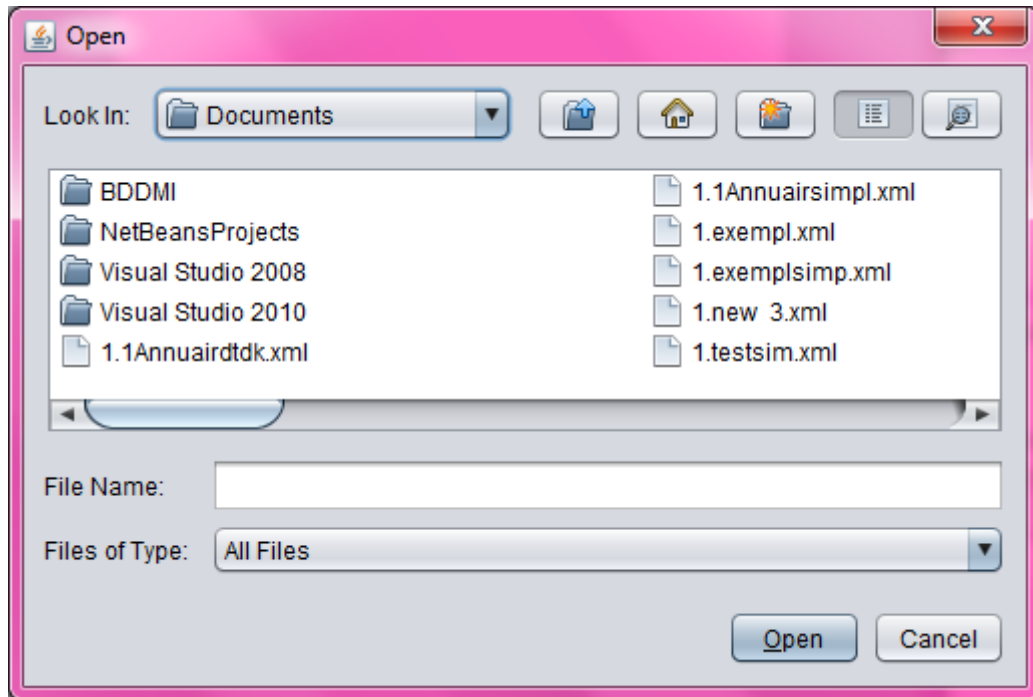 Open
Look In: Documents
BDDMI
NetBeansProjects
Visual Studio 2008
Visual Studio 2010
1.1Annuairdtdk.xml
1.1Annuairsimpl.xml
1.exempl.xml
1.exemplsimp.xml
1.new  3.xml
1.testsim.xml
File Name:
Files of Type: All Files
Open Cancel